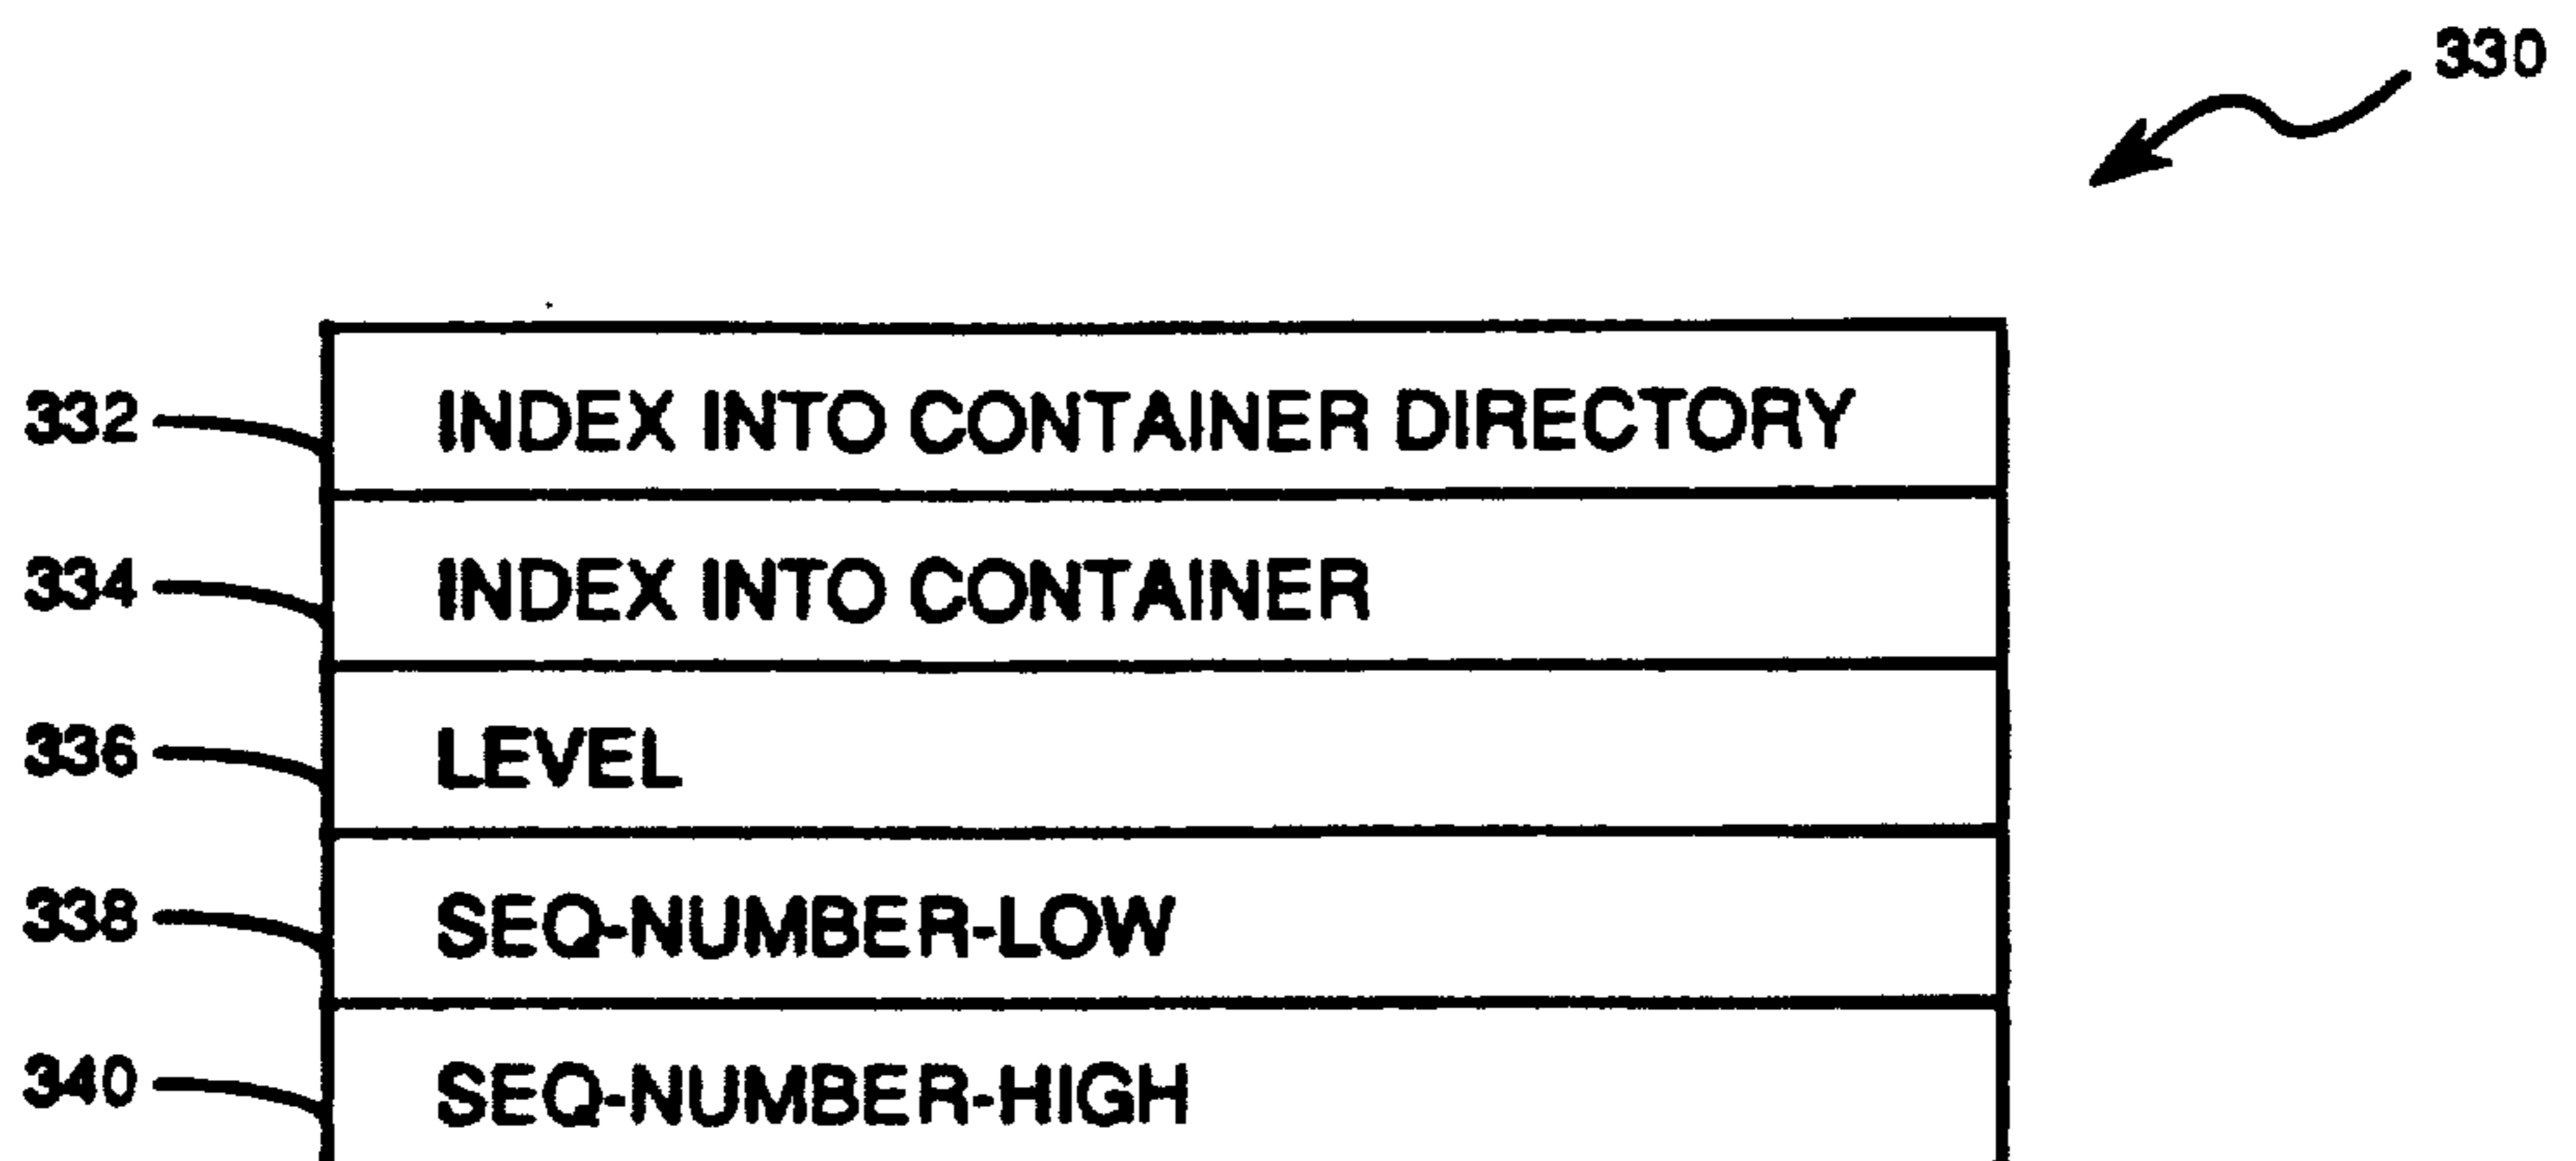 330
332 INDEX INTO CONTAINER DIRECTORY
334 INDEX INTO CONTAINER
336 LEVEL
338 SEQ-NUMBER-LOW
340 SEQ-NUMBER-HIGH